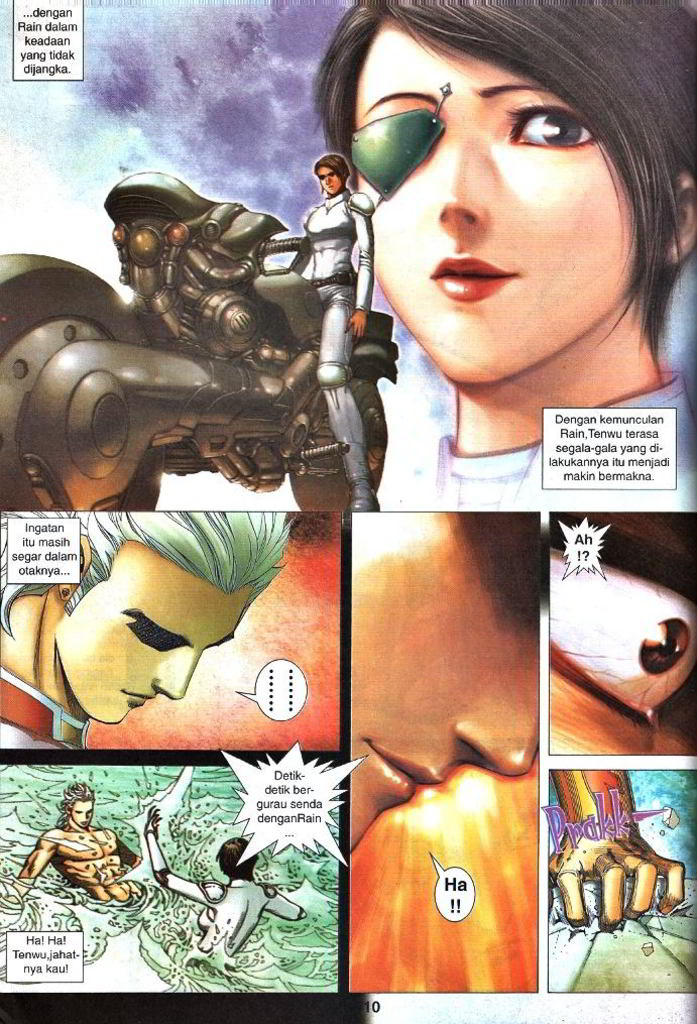 ...dengan
Rain dalam
keadaan
yang tidak
dijangka.
Dengan kemunculan
Rain,Tenwu terasa
segala-gala yang di-
lakukannya itu menjadi
makin bermakna.
Ingatan
itu masih
segar dalam
otaknya...
Ah
!?
Detik-
detik ber-
gurau senda
denganRain
...
Ha
!!
Prakk
Ha! Ha!
Tenwu,jahat-
nya kau!
10